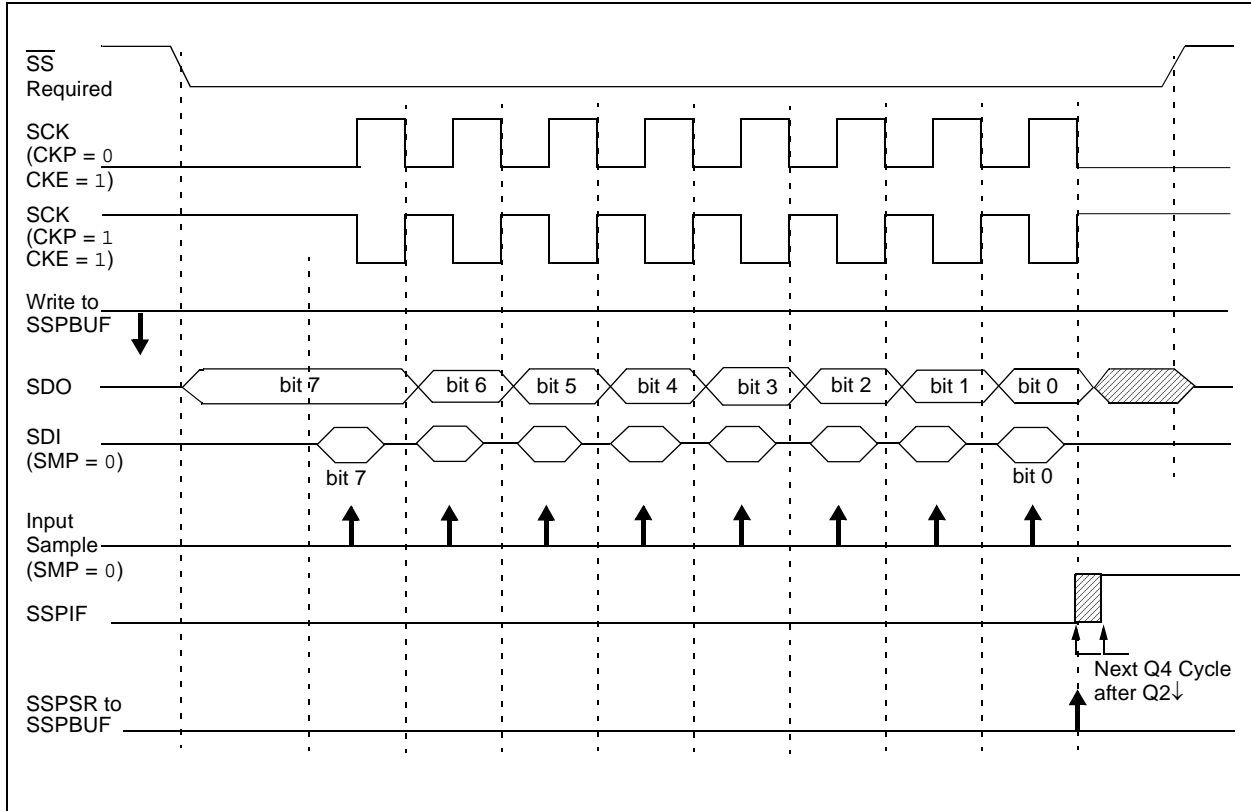 SS
Required
SCK
(CKP = 0
CKE = 1)
SCK
(CKP = 1
CKE = 1)
Write to
SSPBUF
SDO
bit 7
bit 6
bit 5
bit 4
bit 3
bit 2
bit 1
bit 0
SDI
(SMP = 0)
bit 7
bit 0
Input
Sample
(SMP = 0)
SSPIF
Next Q4 Cycle
after Q2↓
SSPSR to
SSPBUF